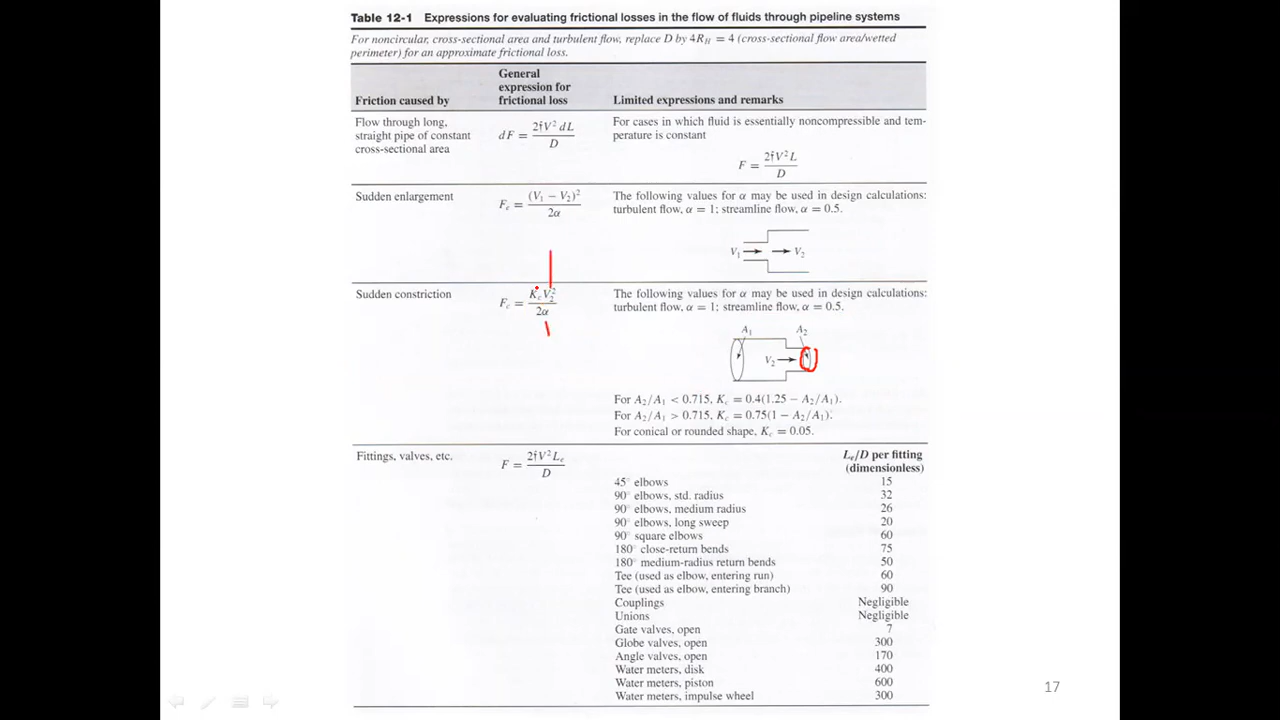 Table 12-1 Expressions for evaluating frictional losses in the flow of fluids through pipeline systems
For noncircular, cross-sectional area and turbulent flow, replace D by 4R_H = 4 (cross-sectional flow area/wetted
perimeter) for an approximate frictional loss.
General
expression for
Friction caused by frictional loss Limited expressions and remarks
Flow through long,
straight pipe of constant
cross-sectional area
dF = 2fV² dL / D
For cases in which fluid is essentially noncompressible and tem-
perature is constant
F = 2fV²L / D
Sudden enlargement
F_e = (V₁ − V₂)² / 2α
The following values for α may be used in design calculations:
turbulent flow, α = 1; streamline flow, α = 0.5.
V₁ V₂
Sudden constriction
F_c = K_c V₂² / 2α
The following values for α may be used in design calculations:
turbulent flow, α = 1; streamline flow, α = 0.5.
A₁ A₂
V₂
For A₂/A₁ < 0.715, K_c = 0.4(1.25 − A₂/A₁).
For A₂/A₁ > 0.715, K_c = 0.75(1 − A₂/A₁).
For conical or rounded shape, K_c = 0.05.
Fittings, valves, etc.
F = 2fV²L_e / D
L_e/D per fitting
(dimensionless)
45° elbows 15
90° elbows, std. radius 32
90° elbows, medium radius 26
90° elbows, long sweep 20
90° square elbows 60
180° close-return bends 75
180° medium-radius return bends 50
Tee (used as elbow, entering run) 60
Tee (used as elbow, entering branch) 90
Couplings Negligible
Unions Negligible
Gate valves, open 7
Globe valves, open 300
Angle valves, open 170
Water meters, disk 400
Water meters, piston 600
Water meters, impulse wheel 300
17